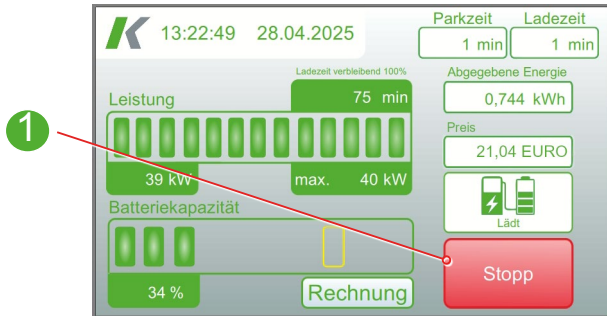 13:22:49 28.04.2025
Parkzeit Ladezeit
1 min 1 min
Ladezeit verbleibend 100%
75 min
Leistung
39 kW max. 40 kW
Abgegebene Energie
0,744 kWh
Preis
21,04 EURO
Lädt
1
Batteriekapazität
34 %
Rechnung
Stopp